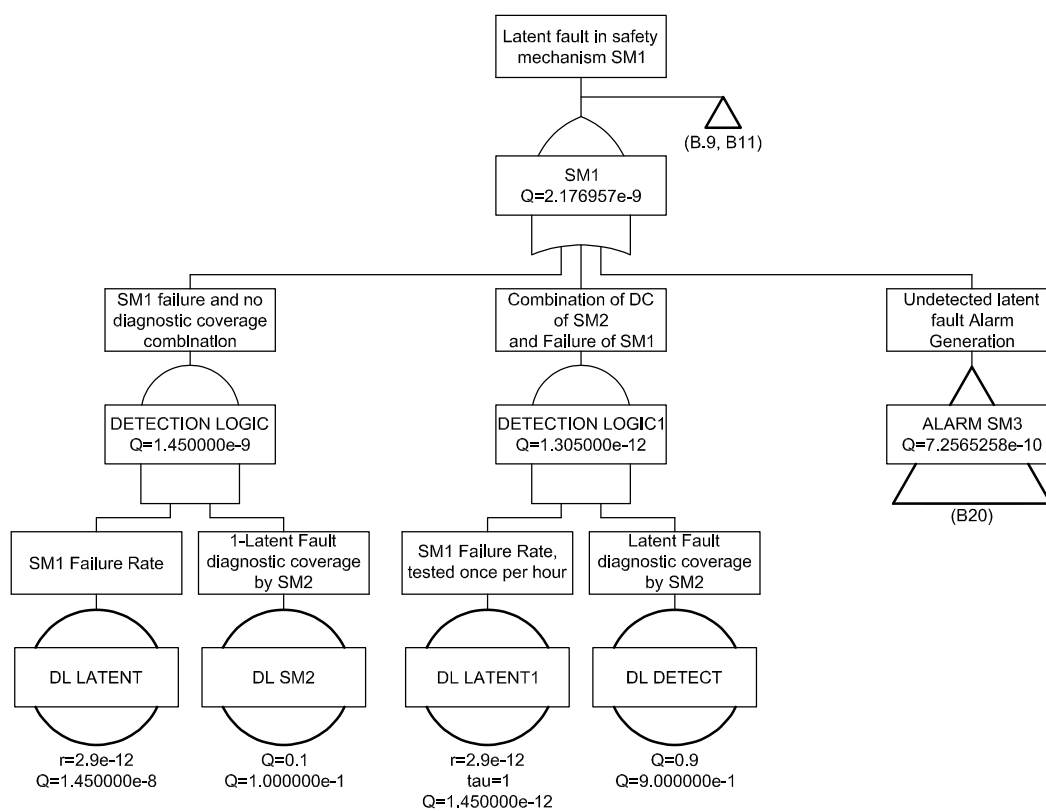 Latent fault in safety
mechanism SM1
(B.9, B11)
SM1
Q=2.176957e-9
SM1 failure and no
diagnostic coverage
combInation
Combination of DC
of SM2
and Failure of SM1
Undetected latent
fault Alarm
Generation
DETECTION LOGIC
Q=1.450000e-9
DETECTION LOGIC1
Q=1.305000e-12
ALARM SM3
Q=7.2565258e-10
(B20)
SM1 Failure Rate
1-Latent Fault
diagnostic coverage
by SM2
SM1 Failure Rate,
tested once per hour
Latent Fault
diagnostic coverage
by SM2
DL LATENT
DL SM2
DL LATENT1
DL DETECT
r=2.9e-12
Q=1.450000e-8
Q=0.1
Q=1.000000e-1
r=2.9e-12
tau=1
Q=1,450000e-12
Q=0.9
Q=9.000000e-1